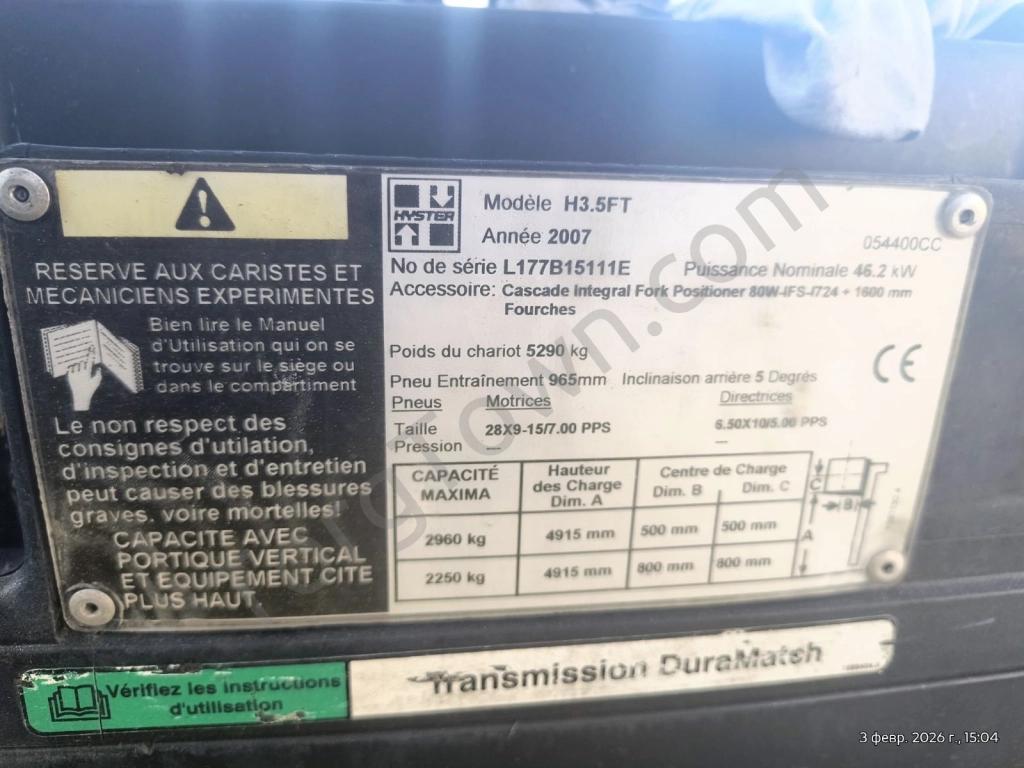 RESERVE AUX CARISTES ET
MECANICIENS EXPERIMENTES
Bien lire le Manuel
d'Utilisation qui on se
trouve sur le siège ou
dans le compartiment
Le non respect des
consignes d'utilation,
d'inspection et d'entretien
peut causer des blessures
graves, voire mortelles!
CAPACITE AVEC
PORTIQUE VERTICAL
ET EQUIPEMENT CITE
PLUS HAUT.
HYSTER
Modèle H3.5FT
Année 2007
054400CC
No de série L177B15111E Puissance Nominale 46.2 kW
Accessoire: Cascade Integral Fork Positioner 80W-IFS-I724 + 1600 mm
Fourches
Poids du chariot 5290 kg
CE
Pneu Entraînement 965mm Inclinaison arrière 5 Degrés
Pneus Motrices Directrices
Taille 28X9-15/7.00 PPS 6.50X10/5.00 PPS
Pression --- ---
CAPACITÉ MAXIMA Hauteur des Charge Dim. A Centre de Charge Dim. B Dim. C
2960 kg 4915 mm 500 mm 500 mm
2250 kg 4915 mm 800 mm 800 mm
C
B
A
Vérifiez les instructions
d'utilisation
Transmission DuraMatch
3 февр. 2026 г., 15:04